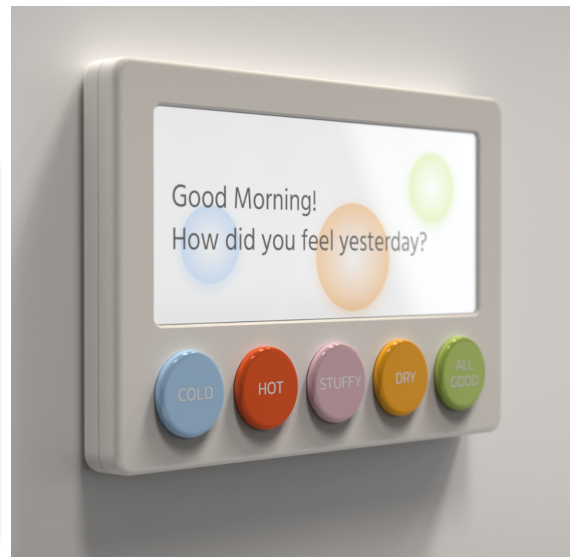 Good Morning!
How did you feel yesterday?
COLD
HOT
STUFFY
DRY
ALL
GOOD